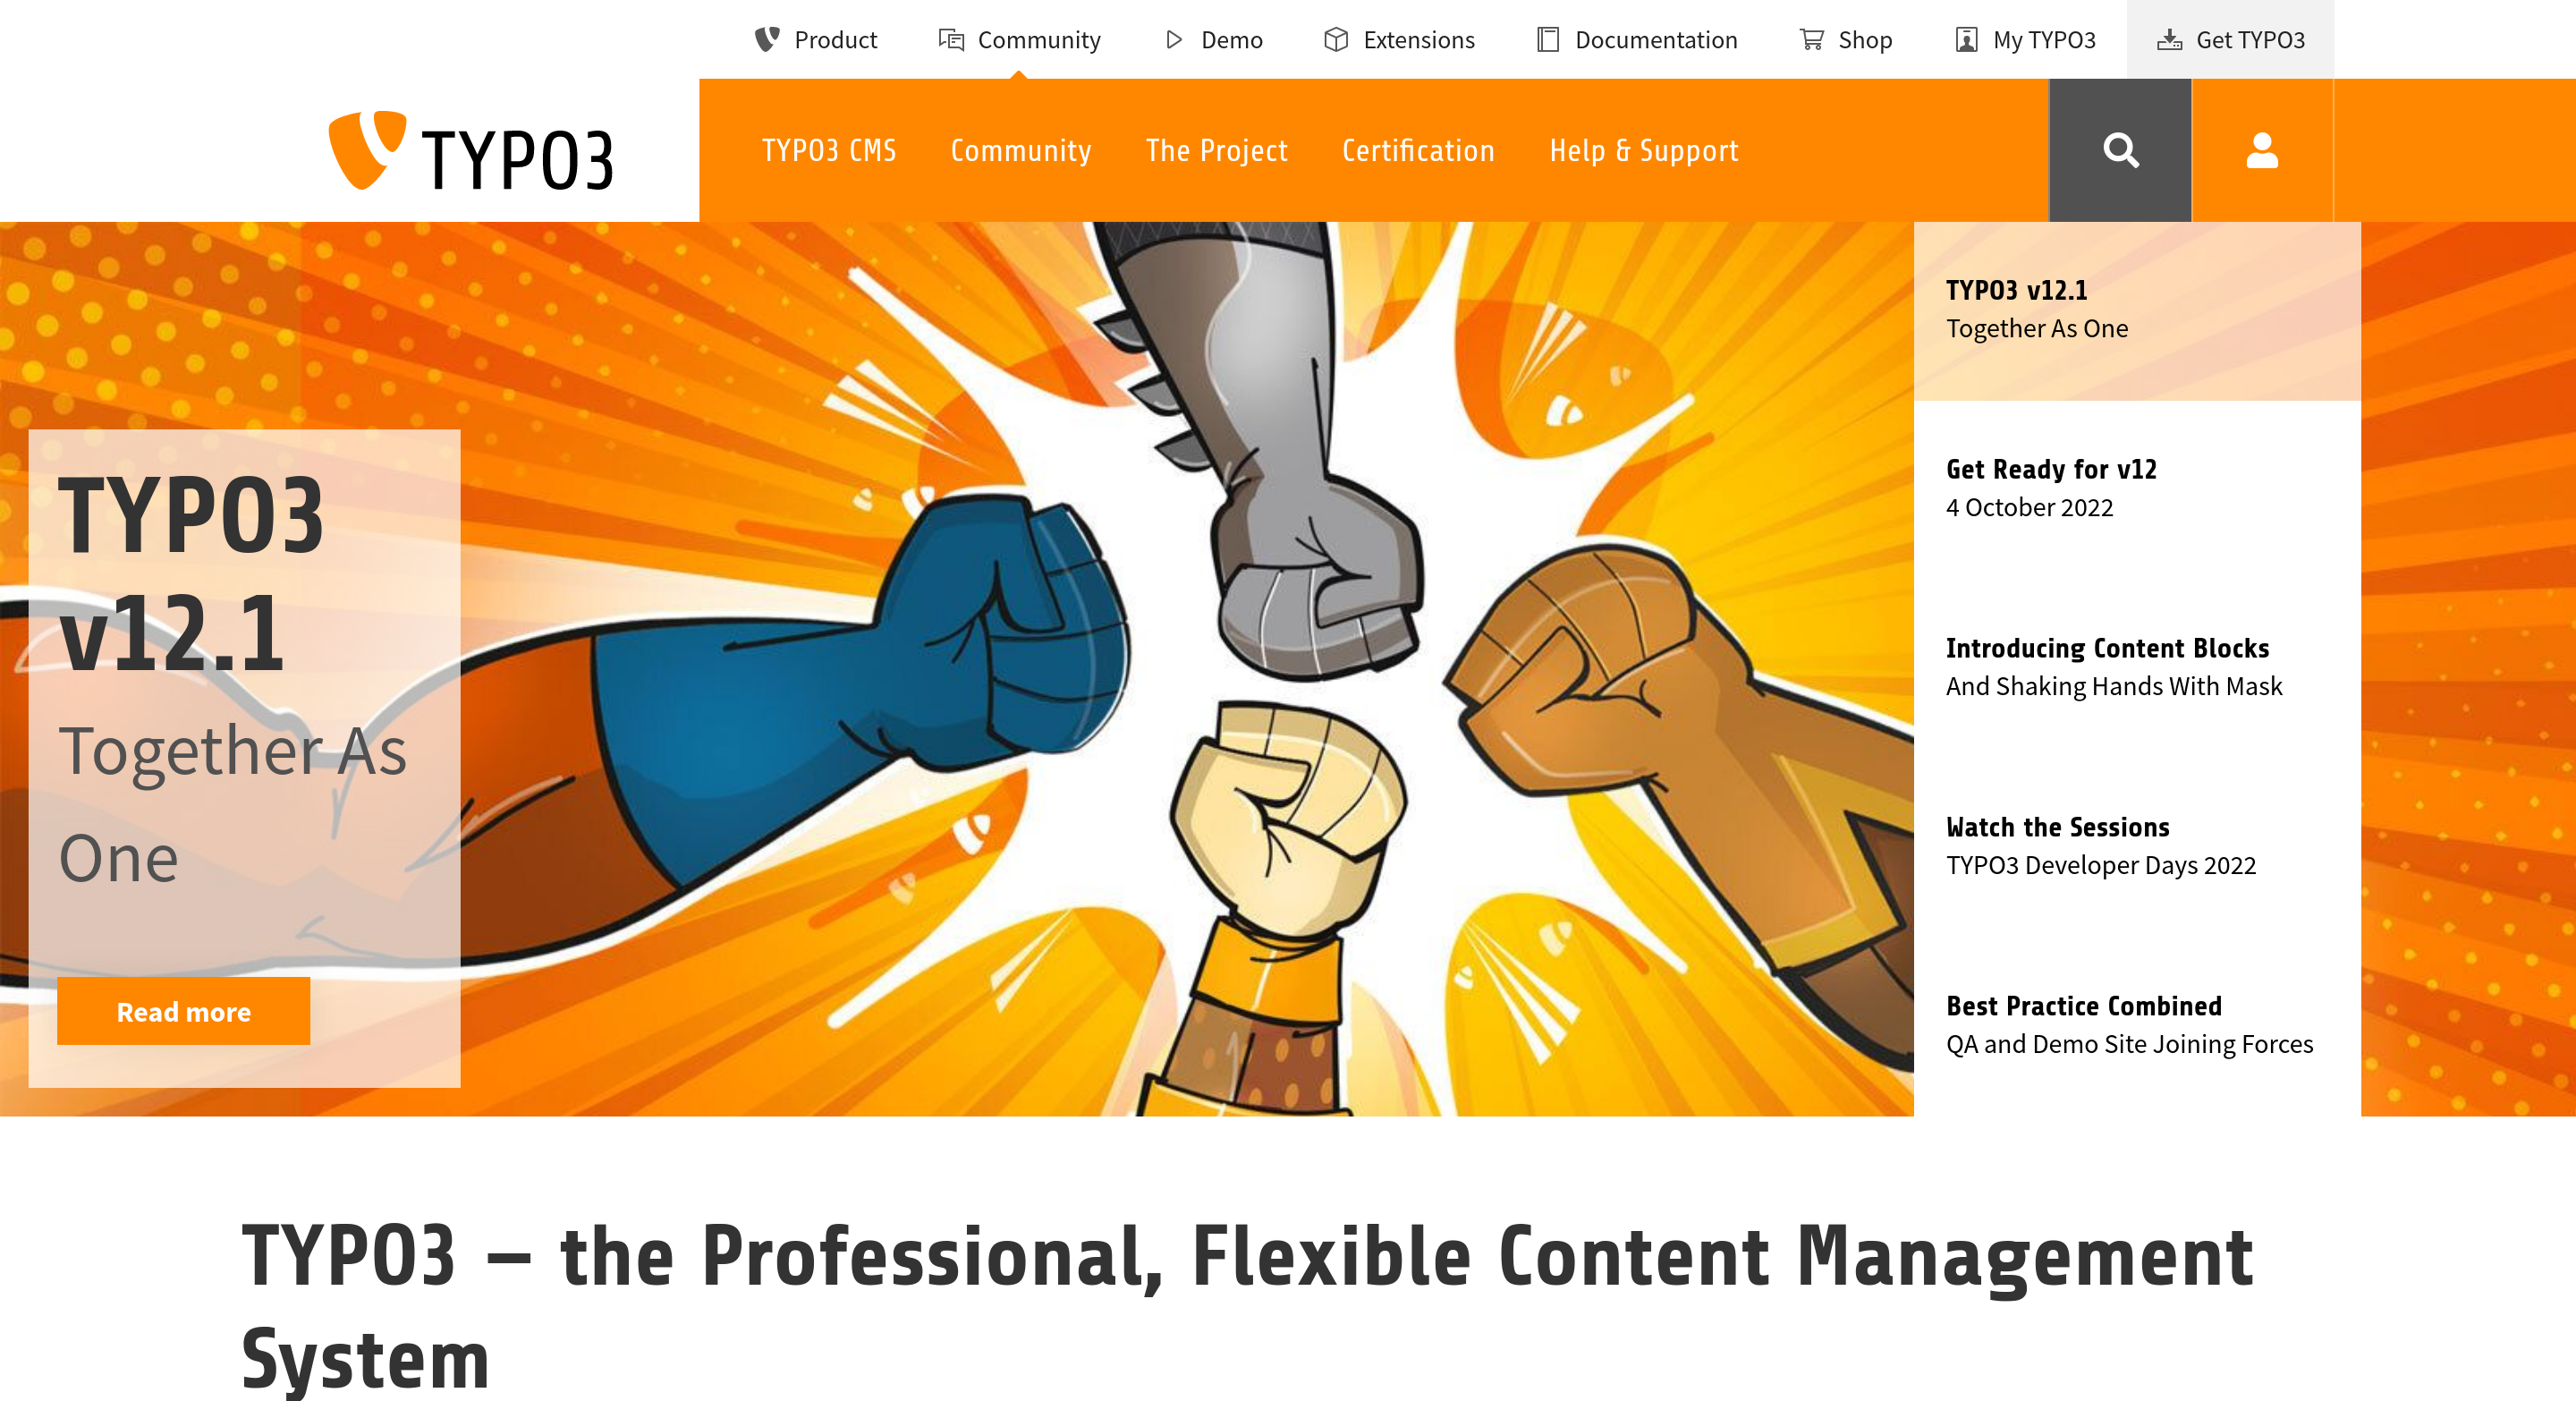 Product Community Demo Extensions Documentation Shop My TYPO3 Get TYPO3
TYPO3
TYPO3 CMS Community The Project Certification Help & Support
TYPO3
v12.1
Together As
One
Read more
TYPO3 v12.1
Together As One
Get Ready for v12
4 October 2022
Introducing Content Blocks
And Shaking Hands With Mask
Watch the Sessions
TYPO3 Developer Days 2022
Best Practice Combined
QA and Demo Site Joining Forces
TYPO3 – the Professional, Flexible Content Management
System